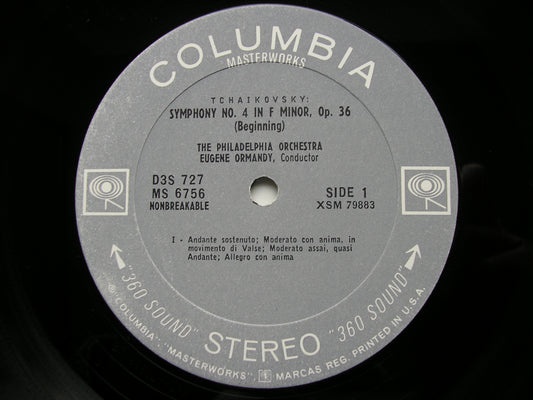 COLUMBIA
MASTERWORKS
TCHAIKOVSKY:
SYMPHONY NO. 4 IN F MINOR, Op. 36
(Beginning)
THE PHILADELPHIA ORCHESTRA
EUGENE ORMANDY, Conductor
D3S 727
MS 6756
NONBREAKABLE
SIDE 1
XSM 79883
I - Andante sostenuto; Moderato con anima, in
movimento di Valse; Moderato assai, quasi
Andante; Allegro con anima
"360 SOUND" STEREO "360 SOUND"
"COLUMBIA", "MASTERWORKS", MARCAS REG. PRINTED IN U.S.A.